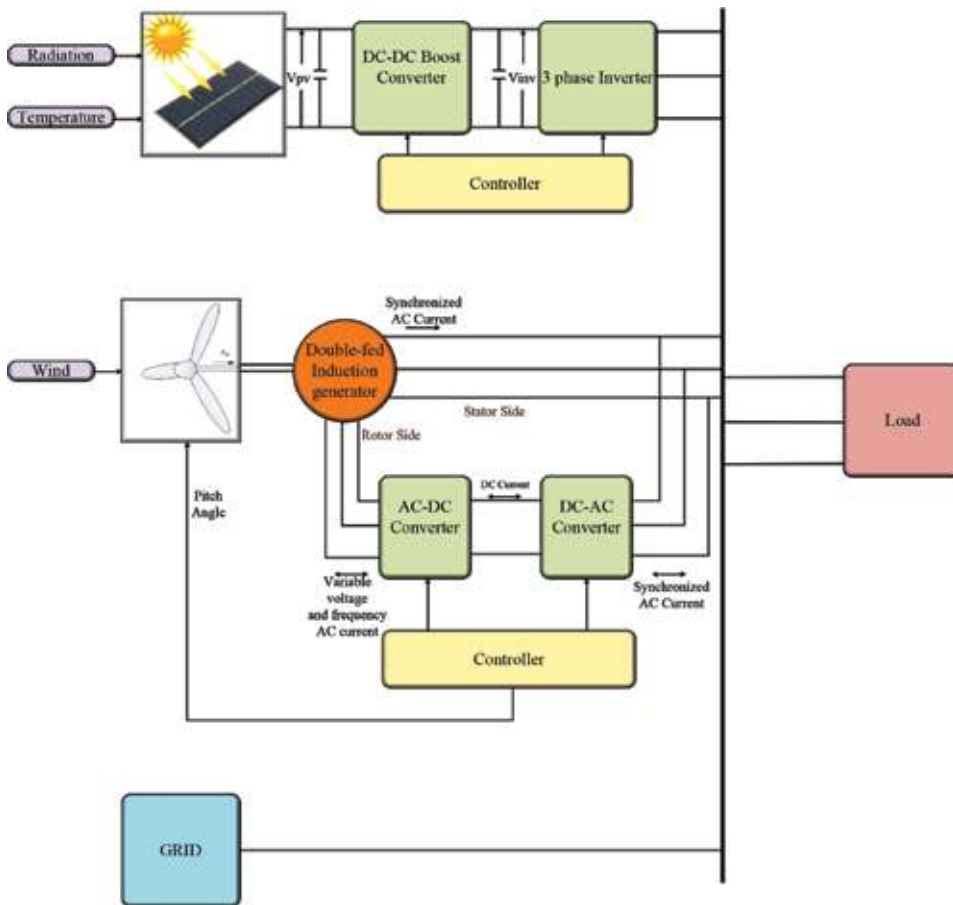 Radiation
Temperature
Vpv
DC-DC Boost
Converter
Vinv
3 phase Inverter
Controller
Synchronized
AC Current
Wind
Double-fed
Induction
generator
Stator Side
Rotor Side
Load
Pitch
Angle
AC-DC
Converter
DC Current
DC-AC
Converter
Variable
voltage
and frequency
AC current
Synchronized
AC Current
Controller
GRID